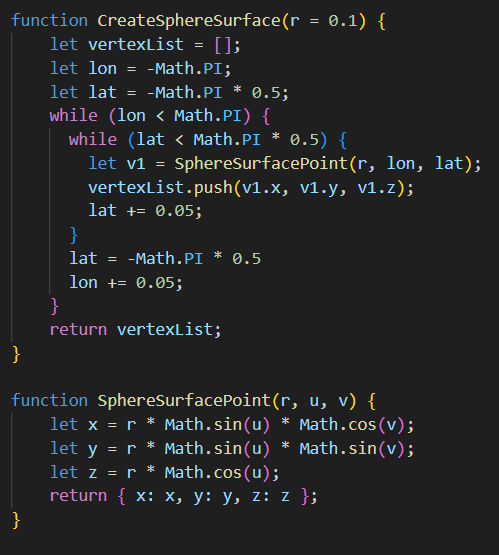 function CreateSphereSurface(r = 0.1) {
    let vertexList = [];
    let lon = -Math.PI;
    let lat = -Math.PI * 0.5;
    while (lon < Math.PI) {
      while (lat < Math.PI * 0.5) {
        let v1 = SphereSurfacePoint(r, lon, lat);
        vertexList.push(v1.x, v1.y, v1.z);
        lat += 0.05;
      }
      lat = -Math.PI * 0.5
      lon += 0.05;
    }
    return vertexList;
}

function SphereSurfacePoint(r, u, v) {
    let x = r * Math.sin(u) * Math.cos(v);
    let y = r * Math.sin(u) * Math.sin(v);
    let z = r * Math.cos(u);
    return { x: x, y: y, z: z };
}